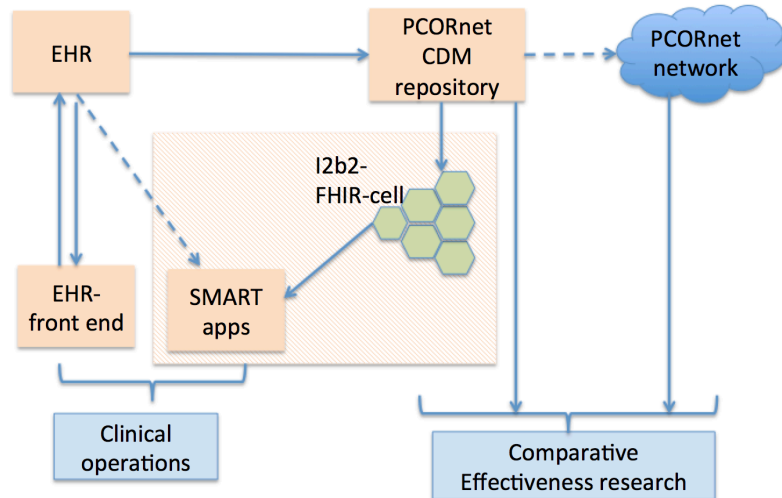 EHR
PCORnet
CDM
repository
PCORnet
network
I2b2-
FHIR-cell
EHR-
front end
SMART
apps
Clinical
operations
Comparative
Effectiveness research